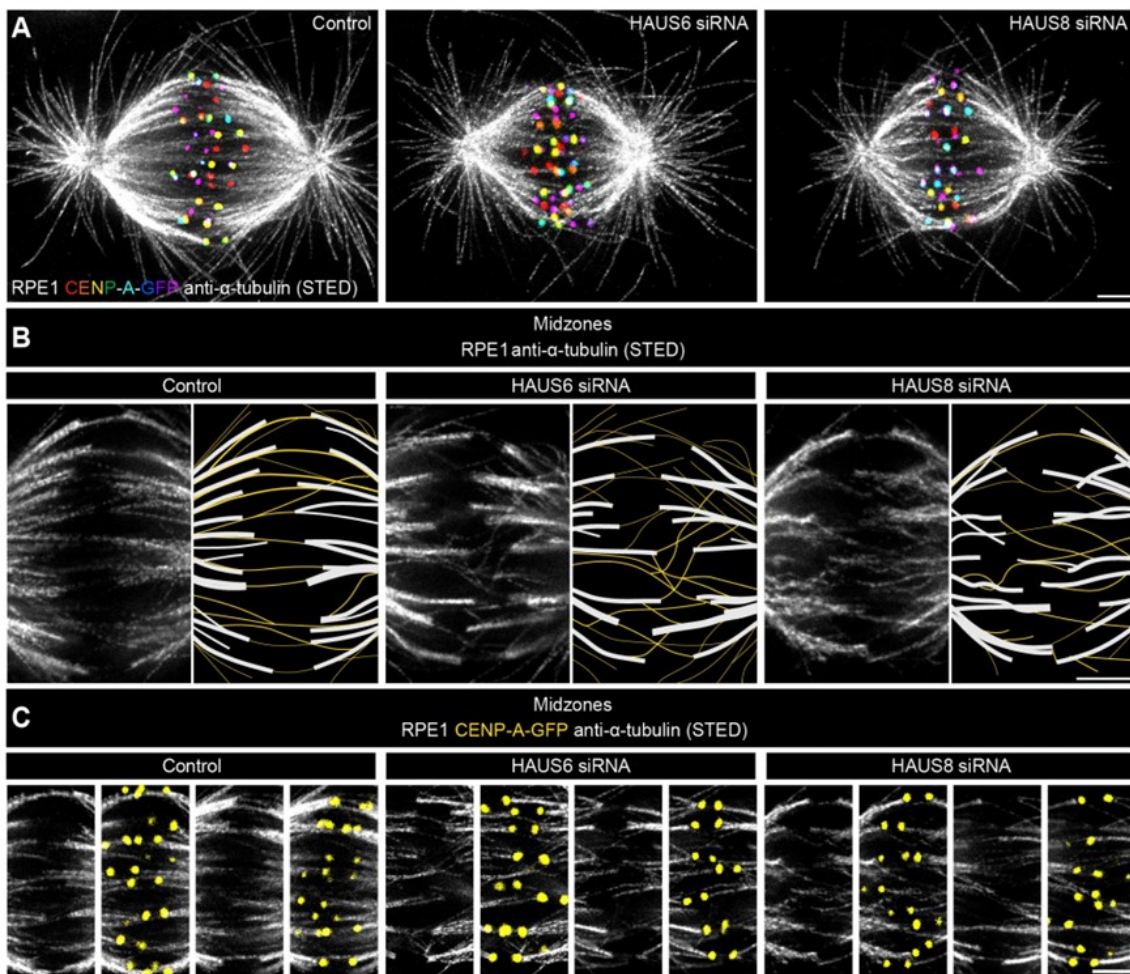 A
Control
HAUS6 siRNA
HAUS8 siRNA
RPE1 CENP-A-GFP anti-α-tubulin (STED)
B
Midzones
RPE1 anti-α-tubulin (STED)
Control
HAUS6 siRNA
HAUS8 siRNA
C
Midzones
RPE1 CENP-A-GFP anti-α-tubulin (STED)
Control
HAUS6 siRNA
HAUS8 siRNA